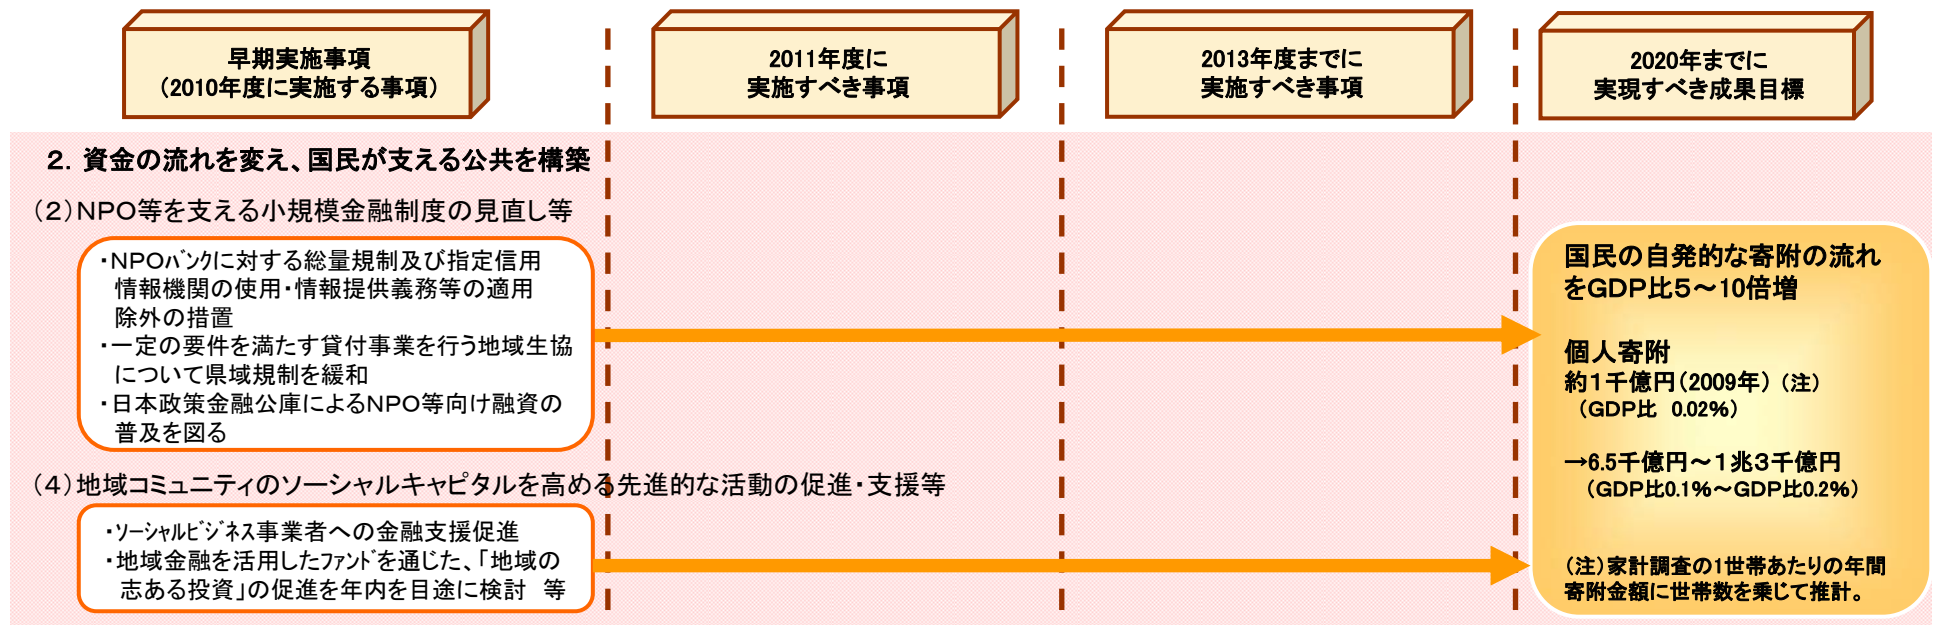 早期実施事項
（2010年度に実施する事項）
2011年度に
実施すべき事項
2013年度までに
実施すべき事項
2020年までに
実現すべき成果目標
２．資金の流れを変え、国民が支える公共を構築
（２）ＮＰＯ等を支える小規模金融制度の見直し等
・ＮＰＯﾊﾞﾝｸに対する総量規制及び指定信用
情報機関の使用・情報提供義務等の適用
除外の措置
・一定の要件を満たす貸付事業を行う地域生協
について県域規制を緩和
・日本政策金融公庫によるＮＰＯ等向け融資の
普及を図る
（４）地域コミュニティのソーシャルキャピタルを高める先進的な活動の促進・支援等
・ｿｰｼｬﾙﾋﾞｼﾞﾈｽ事業者への金融支援促進
・地域金融を活用したﾌｧﾝﾄﾞを通じた、「地域の
志ある投資」の促進を年内を目途に検討　等
国民の自発的な寄附の流れ
をＧＤＰ比５～10倍増
個人寄附
約１千億円（2009年）（注）
（ＧＤＰ比　0.02％）
→6.5千億円～１兆３千億円
（ＧＤＰ比0.1％～ＧＤＰ比0.2％）
（注）家計調査の1世帯あたりの年間
寄附金額に世帯数を乗じて推計。